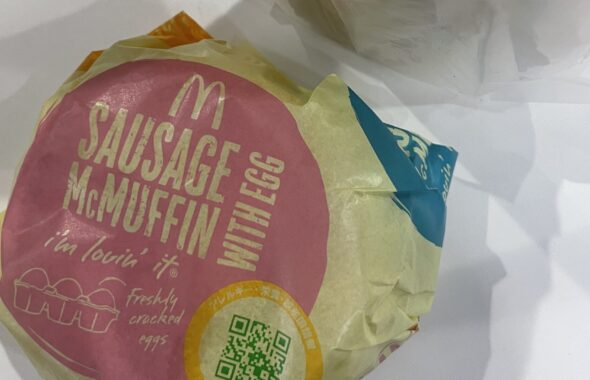 SAUSAGE
McMUFFIN
WITH EGG
i'm lovin' it®
Freshly
cracked
eggs